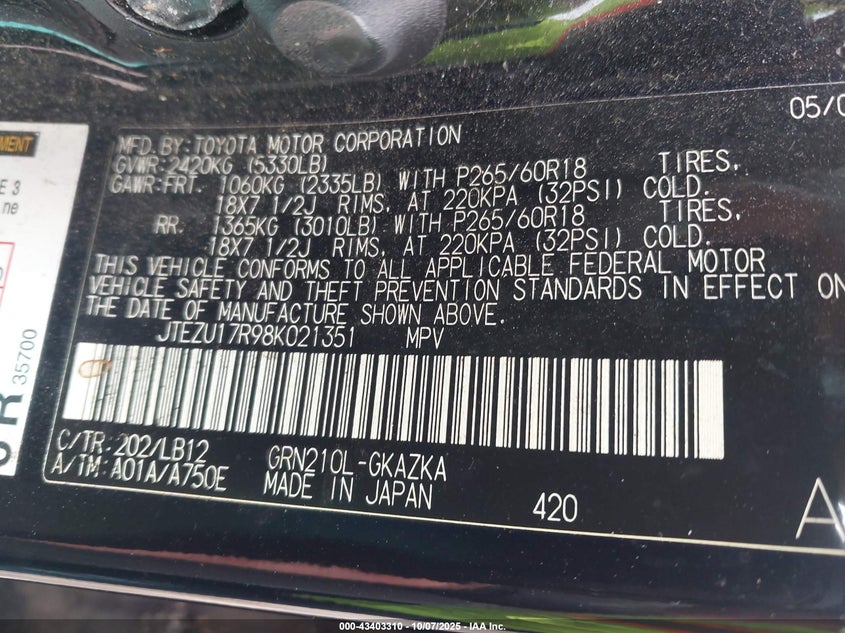 05/0
MFD.BY:TOYOTA MOTOR CORPORATION
GVWR:2420KG (5330LB)
GAWR:FRT. 1060KG (2335LB) WITH P265/60R18 TIRES,
18X7 1/2J RIMS, AT 220KPA (32PSI) COLD.
RR. 1365KG (3010LB) WITH P265/60R18 TIRES,
18X7 1/2J RIMS, AT 220KPA (32PSI) COLD.
THIS VEHICLE CONFORMS TO ALL APPLICABLE FEDERAL MOTOR
VEHICLE SAFETY AND THEFT PREVENTION STANDARDS IN EFFECT ON
THE DATE OF MANUFACTURE SHOWN ABOVE.
JTEZU17R98K021351 MPV
C/TR:202/LB12 GRN210L-GKAZKA
A/TM:A01A/A750E MADE IN JAPAN 420
A
E 3
ne
35700
000-43403310 - 10/07/2025 - IAA Inc.